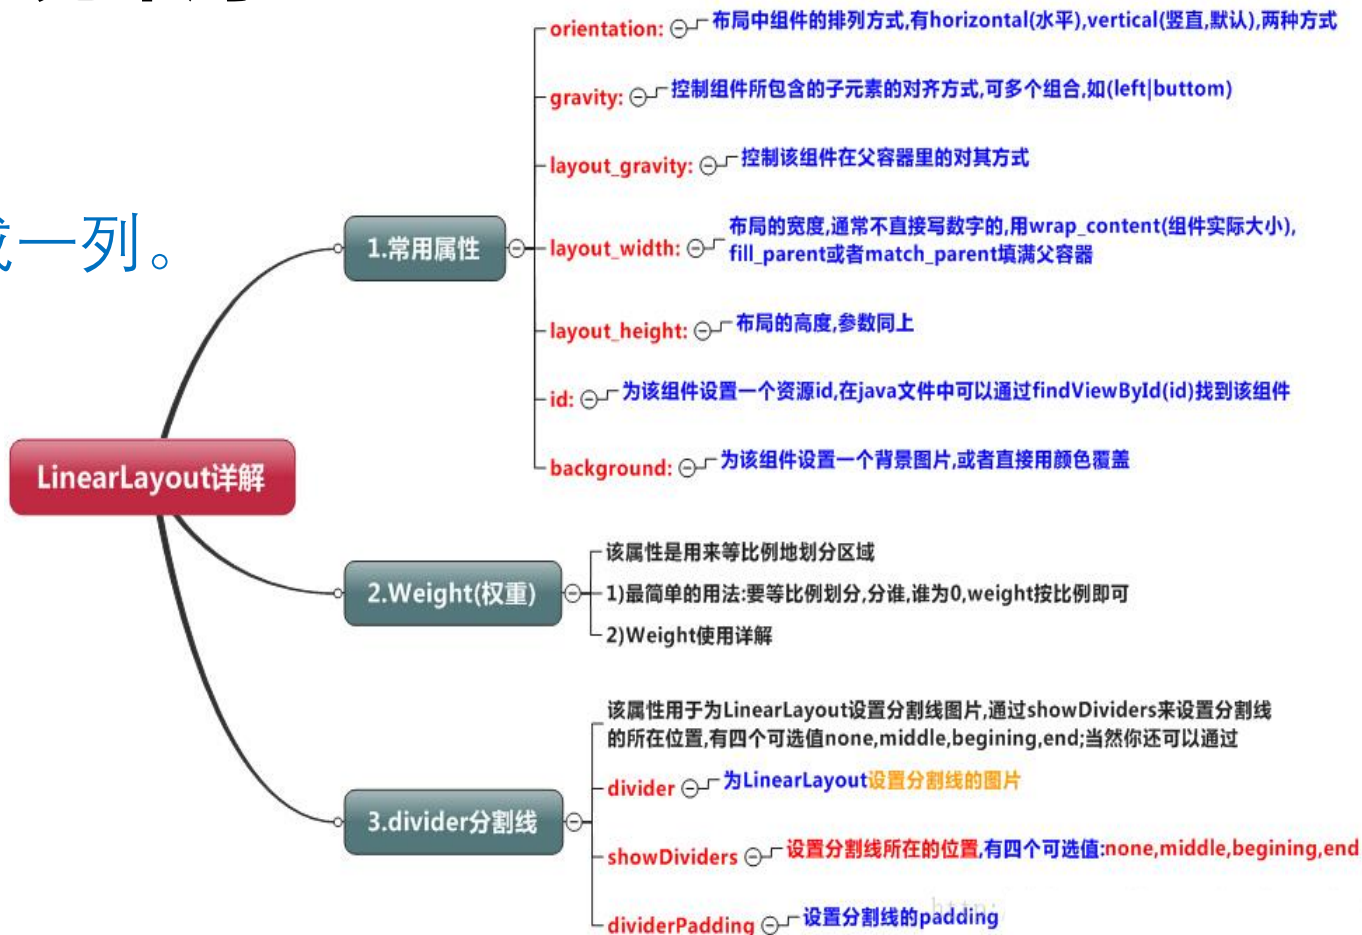 成一列。
LinearLayout详解
1.常用属性
orientation: 布局中组件的排列方式,有horizontal(水平),vertical(竖直,默认),两种方式
gravity: 控制组件所包含的子元素的对齐方式,可多个组合,如(left|buttom)
layout_gravity: 控制该组件在父容器里的对其方式
layout_width: 布局的宽度,通常不直接写数字的,用wrap_content(组件实际大小),
fill_parent或者match_parent填满父容器
layout_height: 布局的高度,参数同上
id: 为该组件设置一个资源id,在java文件中可以通过findViewById(id)找到该组件
background: 为该组件设置一个背景图片,或者直接用颜色覆盖
2.Weight(权重)
该属性是用来等比例地划分区域
1)最简单的用法:要等比例划分,分谁,谁为0,weight按比例即可
2)Weight使用详解
3.divider分割线
该属性用于为LinearLayout设置分割线图片,通过showDividers来设置分割线
的所在位置,有四个可选值none,middle,begining,end;当然你还可以通过
divider 为LinearLayout设置分割线的图片
showDividers 设置分割线所在的位置,有四个可选值:none,middle,begining,end
dividerPadding 设置分割线的padding
http: